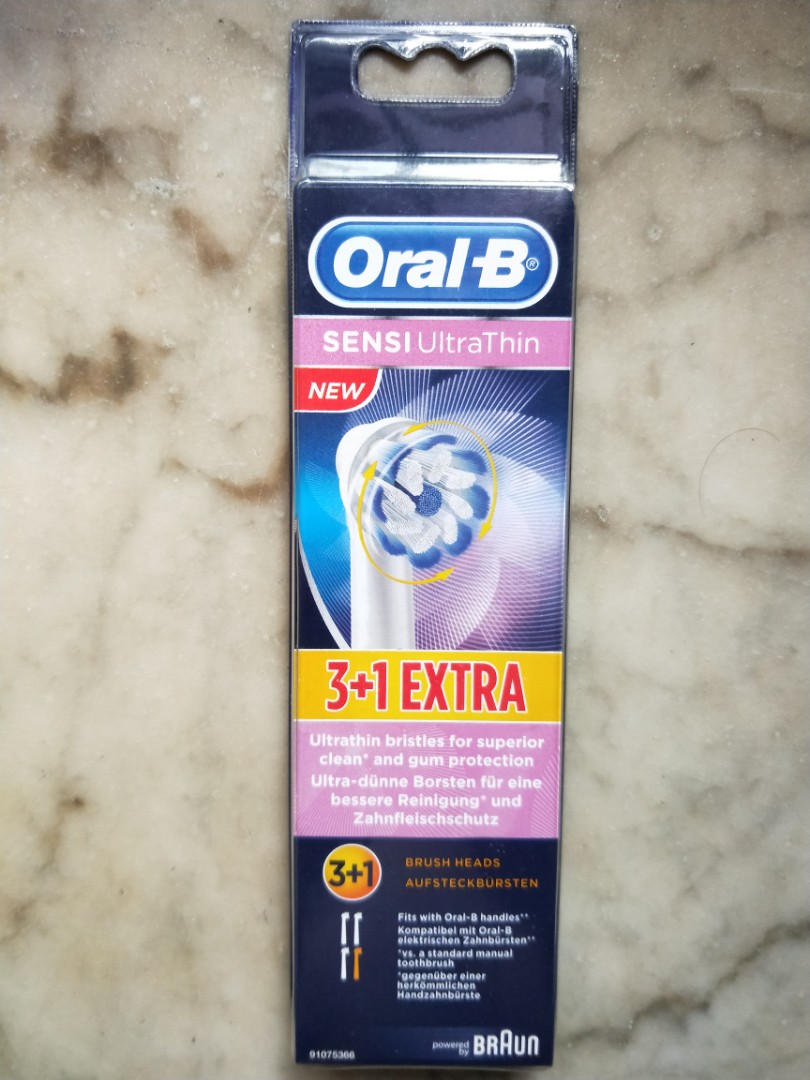 Oral-B®
SENSI UltraThin
NEW
3+1 EXTRA
Ultrathin bristles for superior
clean* and gum protection
Ultra-dünne Borsten für eine
bessere Reinigung* und
Zahnfleischschutz
3+1
BRUSH HEADS
AUFSTECKBÜRSTEN
Fits with Oral-B handles**
Kompatibel mit Oral-B
elektrischen Zahnbürsten**
*vs. a standard manual
toothbrush
*gegenüber einer
herkömmlichen
Handzahnbürste
powered
by BRAUN
91075366